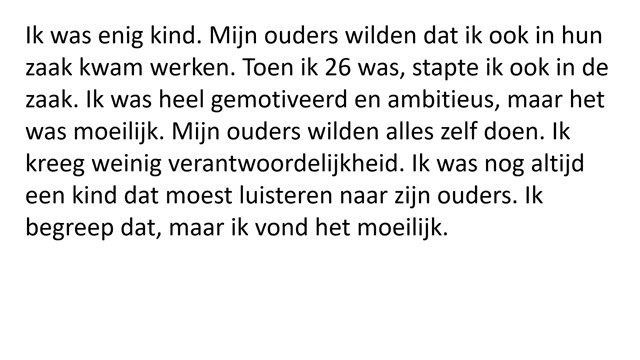 Ik was enig kind. Mijn ouders wilden dat ik ook in hun
zaak kwam werken. Toen ik 26 was, stapte ik ook in de
zaak. Ik was heel gemotiveerd en ambitieus, maar het
was moeilijk. Mijn ouders wilden alles zelf doen. Ik
kreeg weinig verantwoordelijkheid. Ik was nog altijd
een kind dat moest luisteren naar zijn ouders. Ik
begreep dat, maar ik vond het moeilijk.